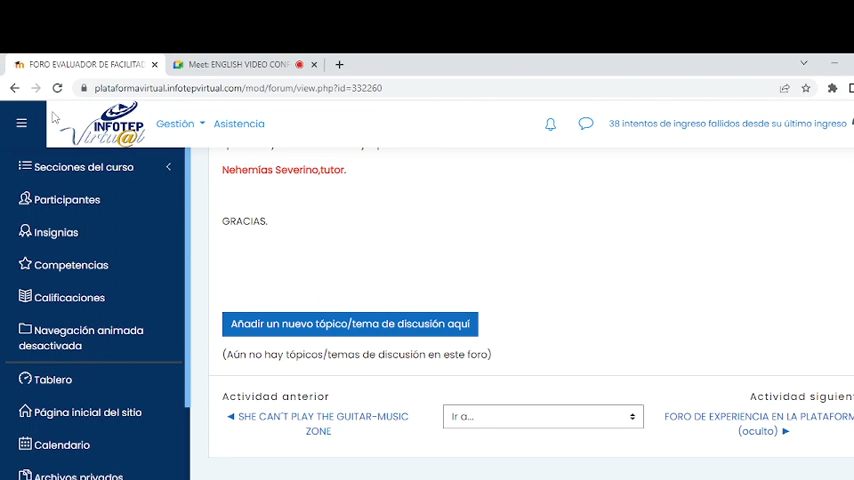 FORO EVALUADOR DE FACILITAD
Meet: ENGLISH VIDEO CONF
plataformavirtual.infotepvirtual.com/mod/forum/view.php?id=332260
INFOTEP
Virtu@l
Gestión
Asistencia
38 intentos de ingreso fallidos desde su último ingreso
Secciones del curso
Participantes
Insignias
Competencias
Calificaciones
Navegación animada
desactivada
Tablero
Página inicial del sitio
Calendario
Archivos privados
Nehemías Severino,tutor.
GRACIAS.
Añadir un nuevo tópico/tema de discusión aquí
(Aún no hay tópicos/temas de discusión en este foro)
Actividad anterior
◄ SHE CAN´T PLAY THE GUITAR-MUSIC
ZONE
Ir a...
Actividad siguien
FORO DE EXPERIENCIA EN LA PLATAFORM
(oculto) ►